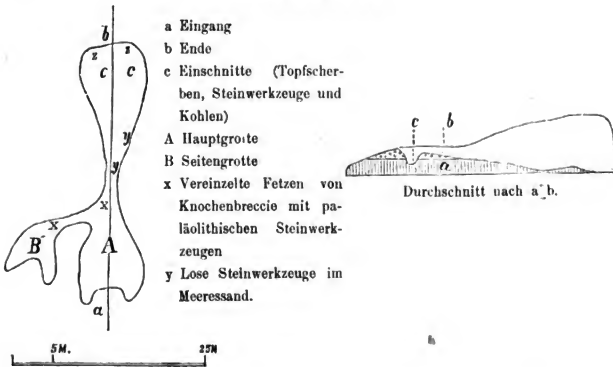 b
z z
c c
y
y
x
x
B A
a
5M. 25M
a Eingang
b Ende
c Einschnitte (Topfscher-
ben, Steinwerkzeuge und
Kohlen)
A Hauptgrotte
B Seitengrotte
x Vereinzelte Fetzen von
Knochenbreccie mit pa-
läolithischen Steinwerk-
zeugen
y Lose Steinwerkzeuge im
Meeressand.
c b
a
Durchschnitt nach a b.